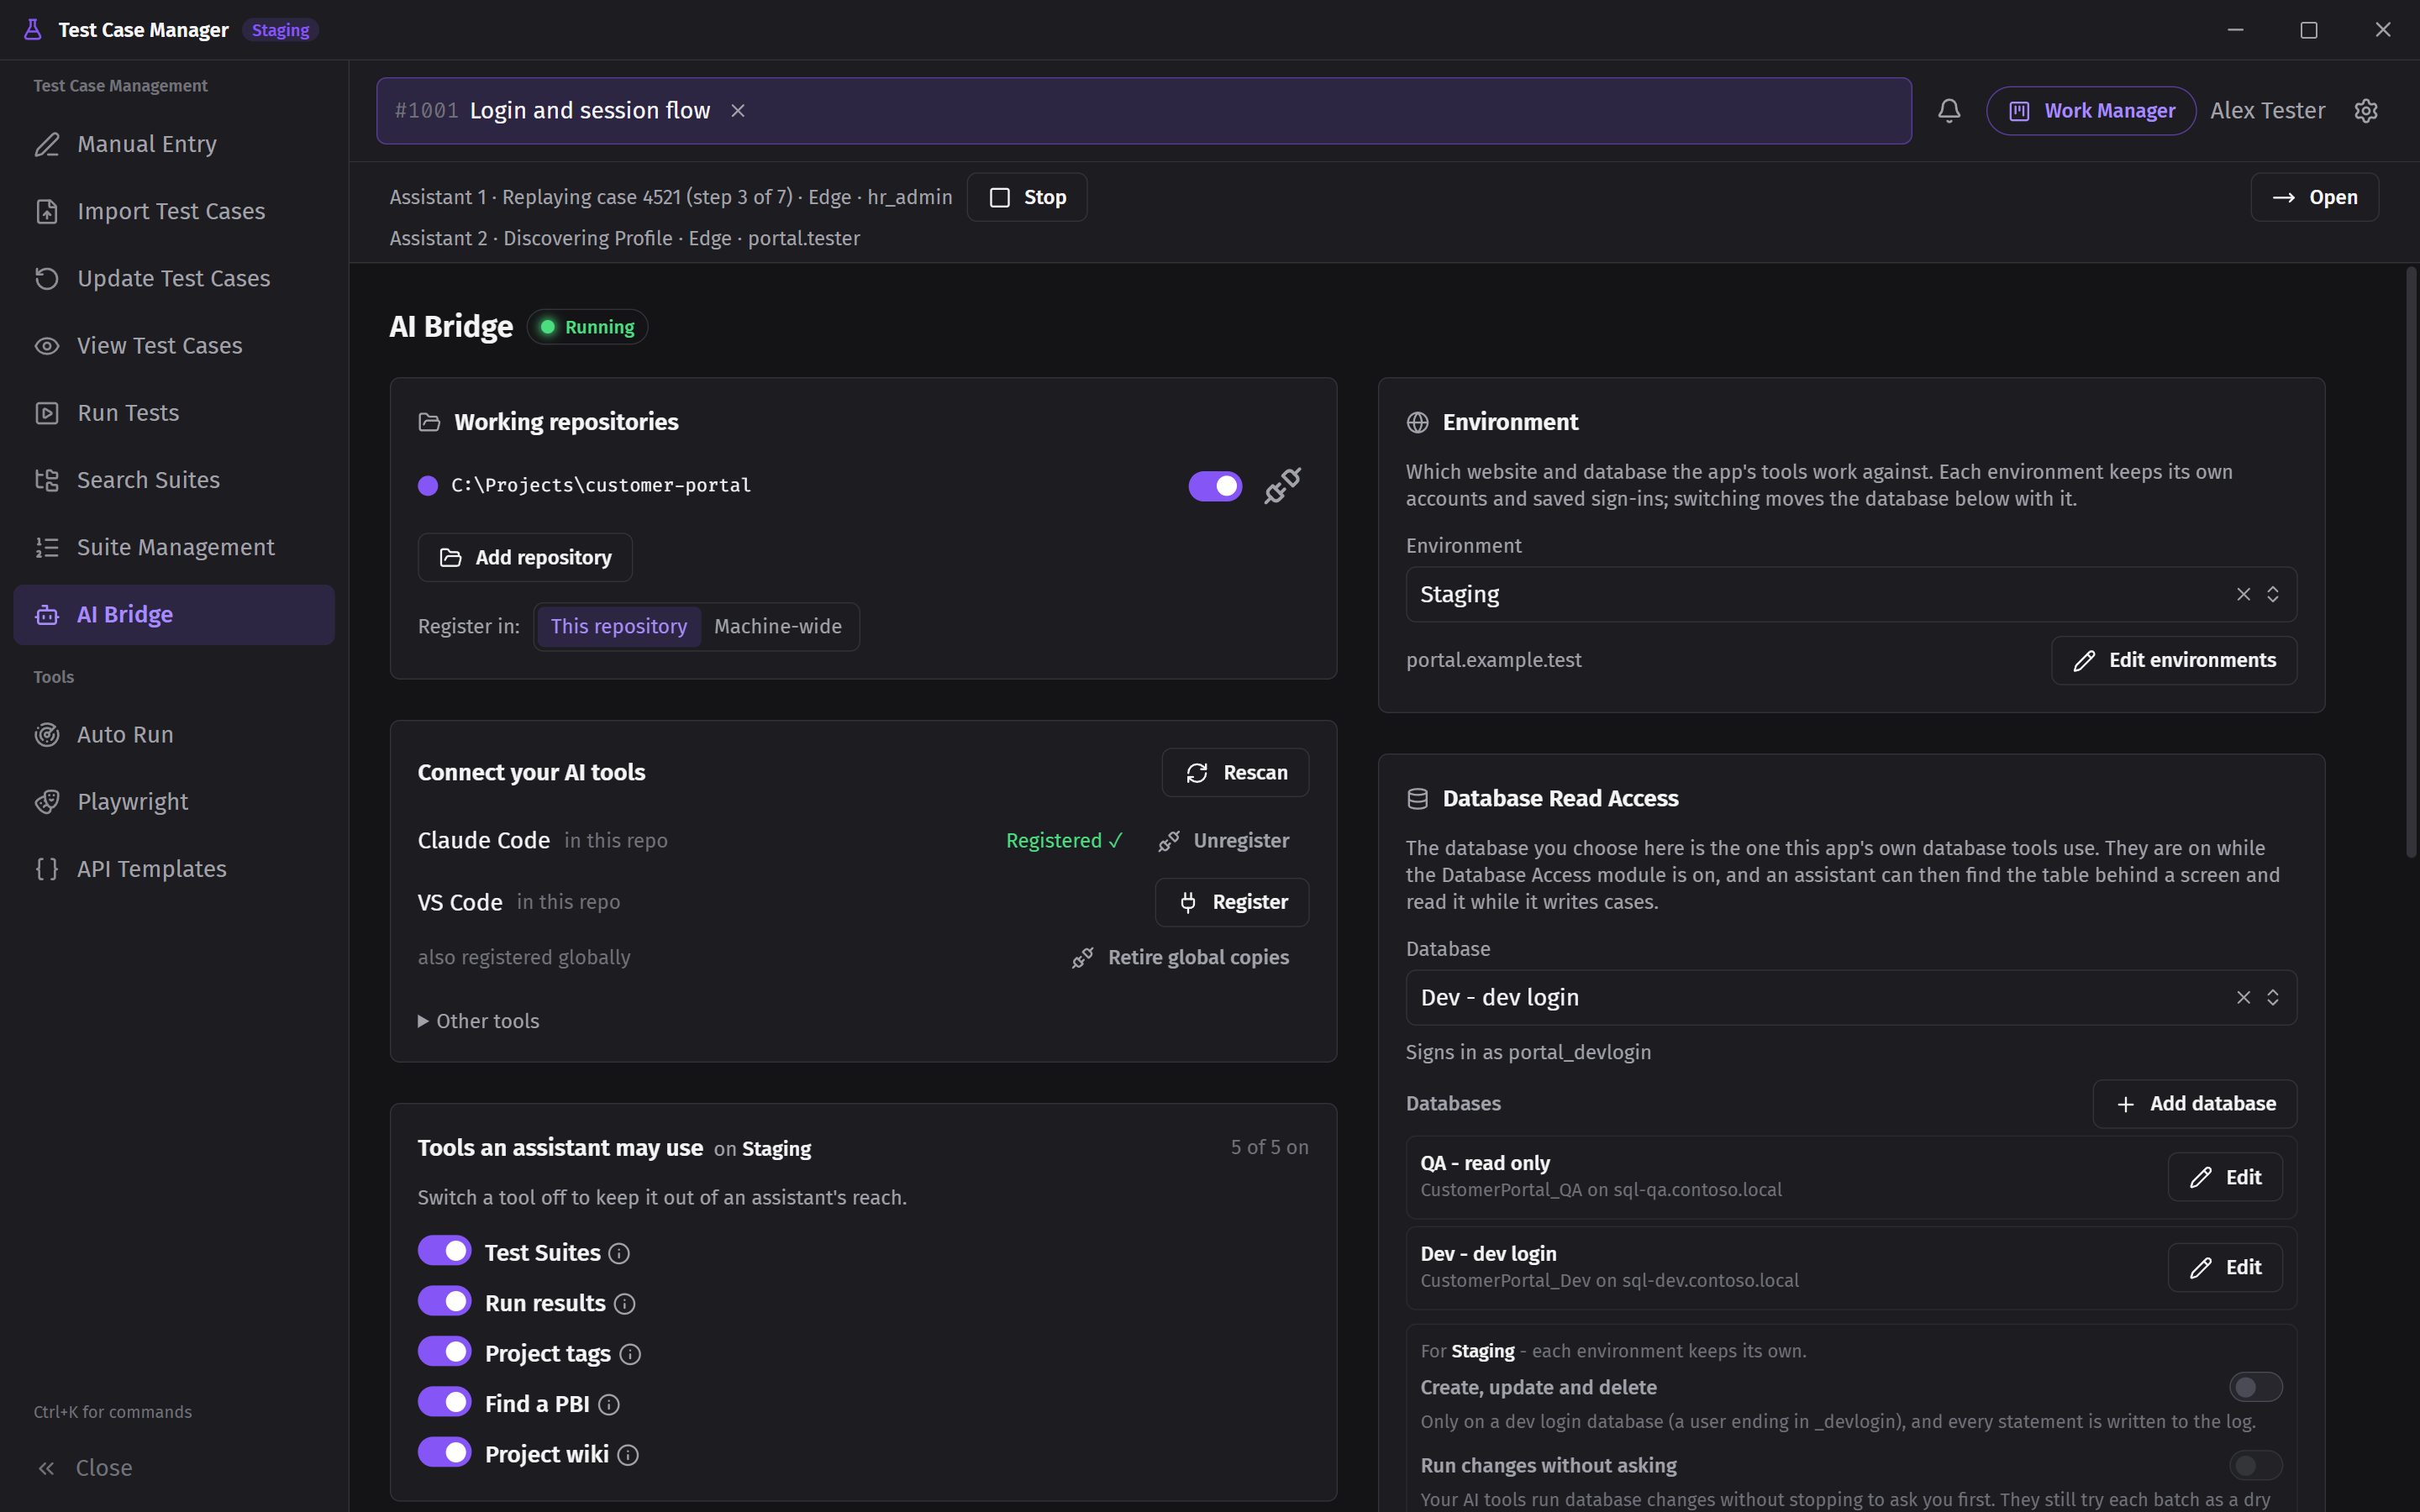 Test Case Manager Staging
Test Case Management
Manual Entry
Import Test Cases
Update Test Cases
View Test Cases
Run Tests
Search Suites
Suite Management
AI Bridge
Tools
Auto Run
Playwright
API Templates
Ctrl+K for commands
Close
#1001 Login and session flow
Work Manager
Alex Tester
Assistant 1 · Replaying case 4521 (step 3 of 7) · Edge · hr_admin
Stop
Open
Assistant 2 · Discovering Profile · Edge · portal.tester
AI Bridge
Running
Working repositories
C:\Projects\customer-portal
Add repository
Register in: This repository Machine-wide
Connect your AI tools
Rescan
Claude Code in this repo Registered ✓ Unregister
VS Code in this repo Register
also registered globally Retire global copies
Other tools
Tools an assistant may use on Staging 5 of 5 on
Switch a tool off to keep it out of an assistant's reach.
Test Suites
Run results
Project tags
Find a PBI
Project wiki
Environment
Which website and database the app's tools work against. Each environment keeps its own
accounts and saved sign-ins; switching moves the database below with it.
Environment
Staging
portal.example.test
Edit environments
Database Read Access
The database you choose here is the one this app's own database tools use. They are on while
the Database Access module is on, and an assistant can then find the table behind a screen and
read it while it writes cases.
Database
Dev - dev login
Signs in as portal_devlogin
Databases
Add database
QA - read only
CustomerPortal_QA on sql-qa.contoso.local
Edit
Dev - dev login
CustomerPortal_Dev on sql-dev.contoso.local
Edit
For Staging - each environment keeps its own.
Create, update and delete
Only on a dev login database (a user ending in _devlogin), and every statement is written to the log.
Run changes without asking
Your AI tools run database changes without stopping to ask you first. They still try each batch as a dry